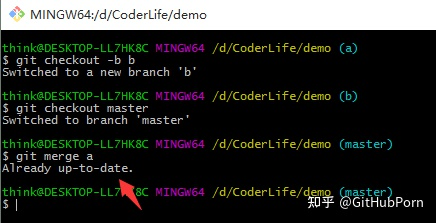 MINGW64:/d/CoderLife/demo
think@DESKTOP-LL7HK8C MINGW64 /d/CoderLife/demo (a)
$ git checkout -b b
Switched to a new branch 'b'
think@DESKTOP-LL7HK8C MINGW64 /d/CoderLife/demo (b)
$ git checkout master
Switched to branch 'master'
think@DESKTOP-LL7HK8C MINGW64 /d/CoderLife/demo (master)
$ git merge a
Already up-to-date.
think@DESKTOP-LL7HK8C MINGW64 /d/CoderLife/demo (master)
$
知乎 @GitHubPorn